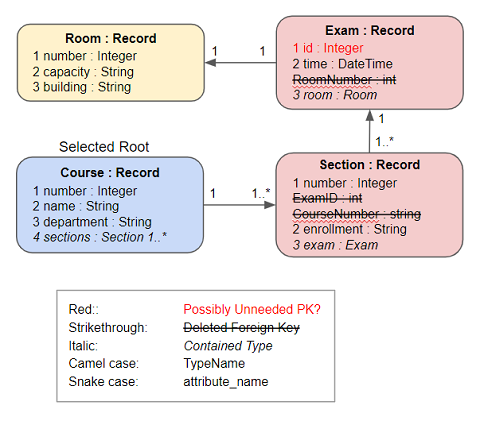 Room : Record
1 number : Integer
2 capacity : String
3 building : String
1
1
Exam : Record
1 id : Integer
2 time : DateTime
RoomNumber : int
3 room : Room
1
1..*
Selected Root
Course : Record
1 number : Integer
2 name : String
3 department : String
4 sections : Section 1..*
1
1..*
Section : Record
1 number : Integer
ExamID : int
CourseNumber : string
2 enrollment : String
3 exam : Exam
Red:: Possibly Unneeded PK?
Strikethrough: Deleted Foreign Key
Italic: Contained Type
Camel case: TypeName
Snake case: attribute_name